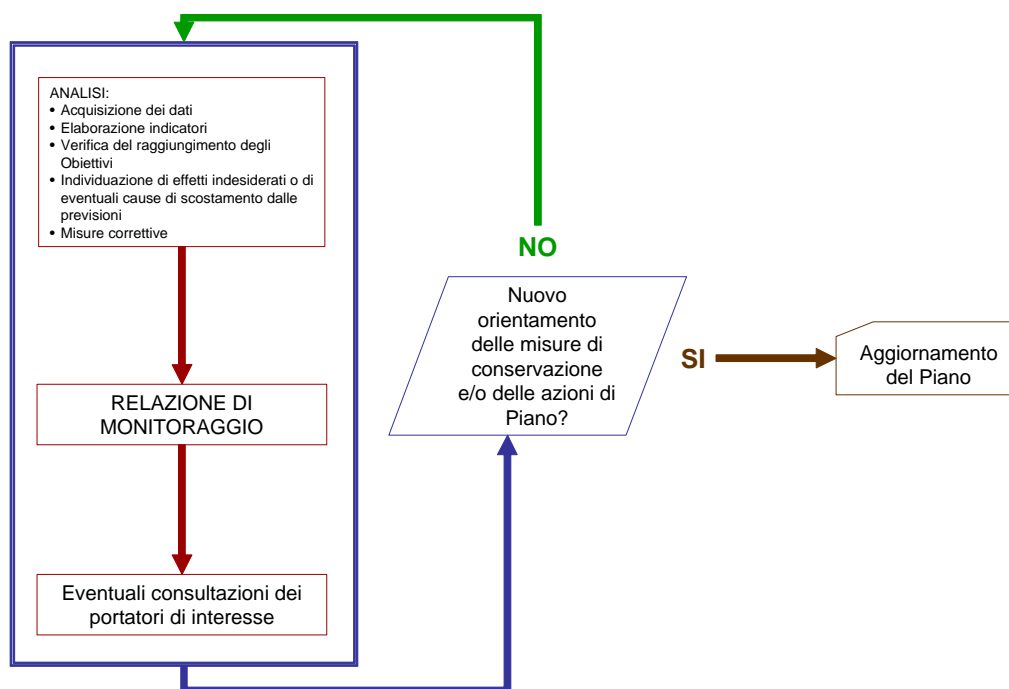 ANALISI:
• Acquisizione dei dati
• Elaborazione indicatori
• Verifica del raggiungimento degli
Obiettivi
• Individuazione di effetti indesiderati o di
eventuali cause di scostamento dalle
previsioni
• Misure correttive
RELAZIONE DI
MONITORAGGIO
Eventuali consultazioni dei
portatori di interesse
NO
Nuovo
orientamento
delle misure di
conservazione
e/o delle azioni di
Piano?
SI
Aggiornamento
del Piano